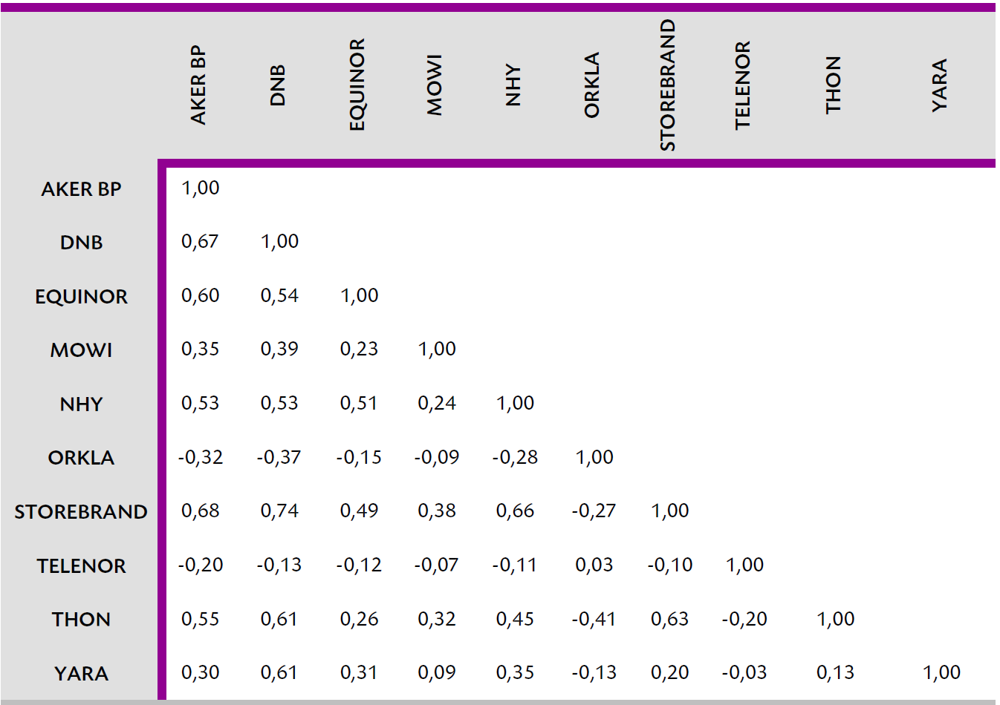 AKER BP DNB EQUINOR MOWI NHY ORKLA STOREBRAND TELENOR THON YARA
AKER BP 1,00
DNB 0,67 1,00
EQUINOR 0,60 0,54 1,00
MOWI 0,35 0,39 0,23 1,00
NHY 0,53 0,53 0,51 0,24 1,00
ORKLA -0,32 -0,37 -0,15 -0,09 -0,28 1,00
STOREBRAND 0,68 0,74 0,49 0,38 0,66 -0,27 1,00
TELENOR -0,20 -0,13 -0,12 -0,07 -0,11 0,03 -0,10 1,00
THON 0,55 0,61 0,26 0,32 0,45 -0,41 0,63 -0,20 1,00
YARA 0,30 0,61 0,31 0,09 0,35 -0,13 0,20 -0,03 0,13 1,00